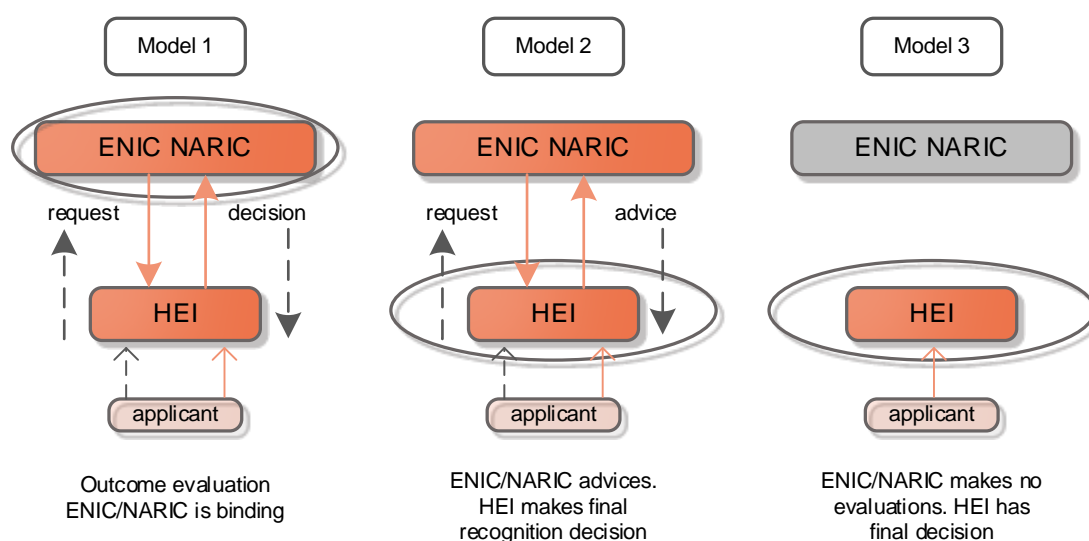 Model 1
ENIC NARIC
request
decision
HEI
applicant
Outcome evaluation
ENIC/NARIC is binding
Model 2
ENIC NARIC
request
advice
HEI
applicant
ENIC/NARIC advices.
HEI makes final
recognition decision
Model 3
ENIC NARIC
HEI
applicant
ENIC/NARIC makes no
evaluations. HEI has
final decision